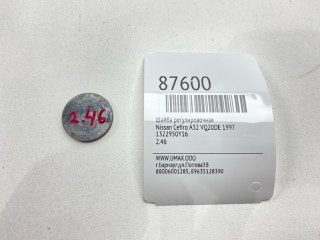 2.46
87600
Шайба регулировочная
Nissan Cefiro A32 VQ20DE 1997
1322950Y16
2.46
WWW.UMAX.OOO
г.Барнаул,ул.Попова38
88006001285,89635128390